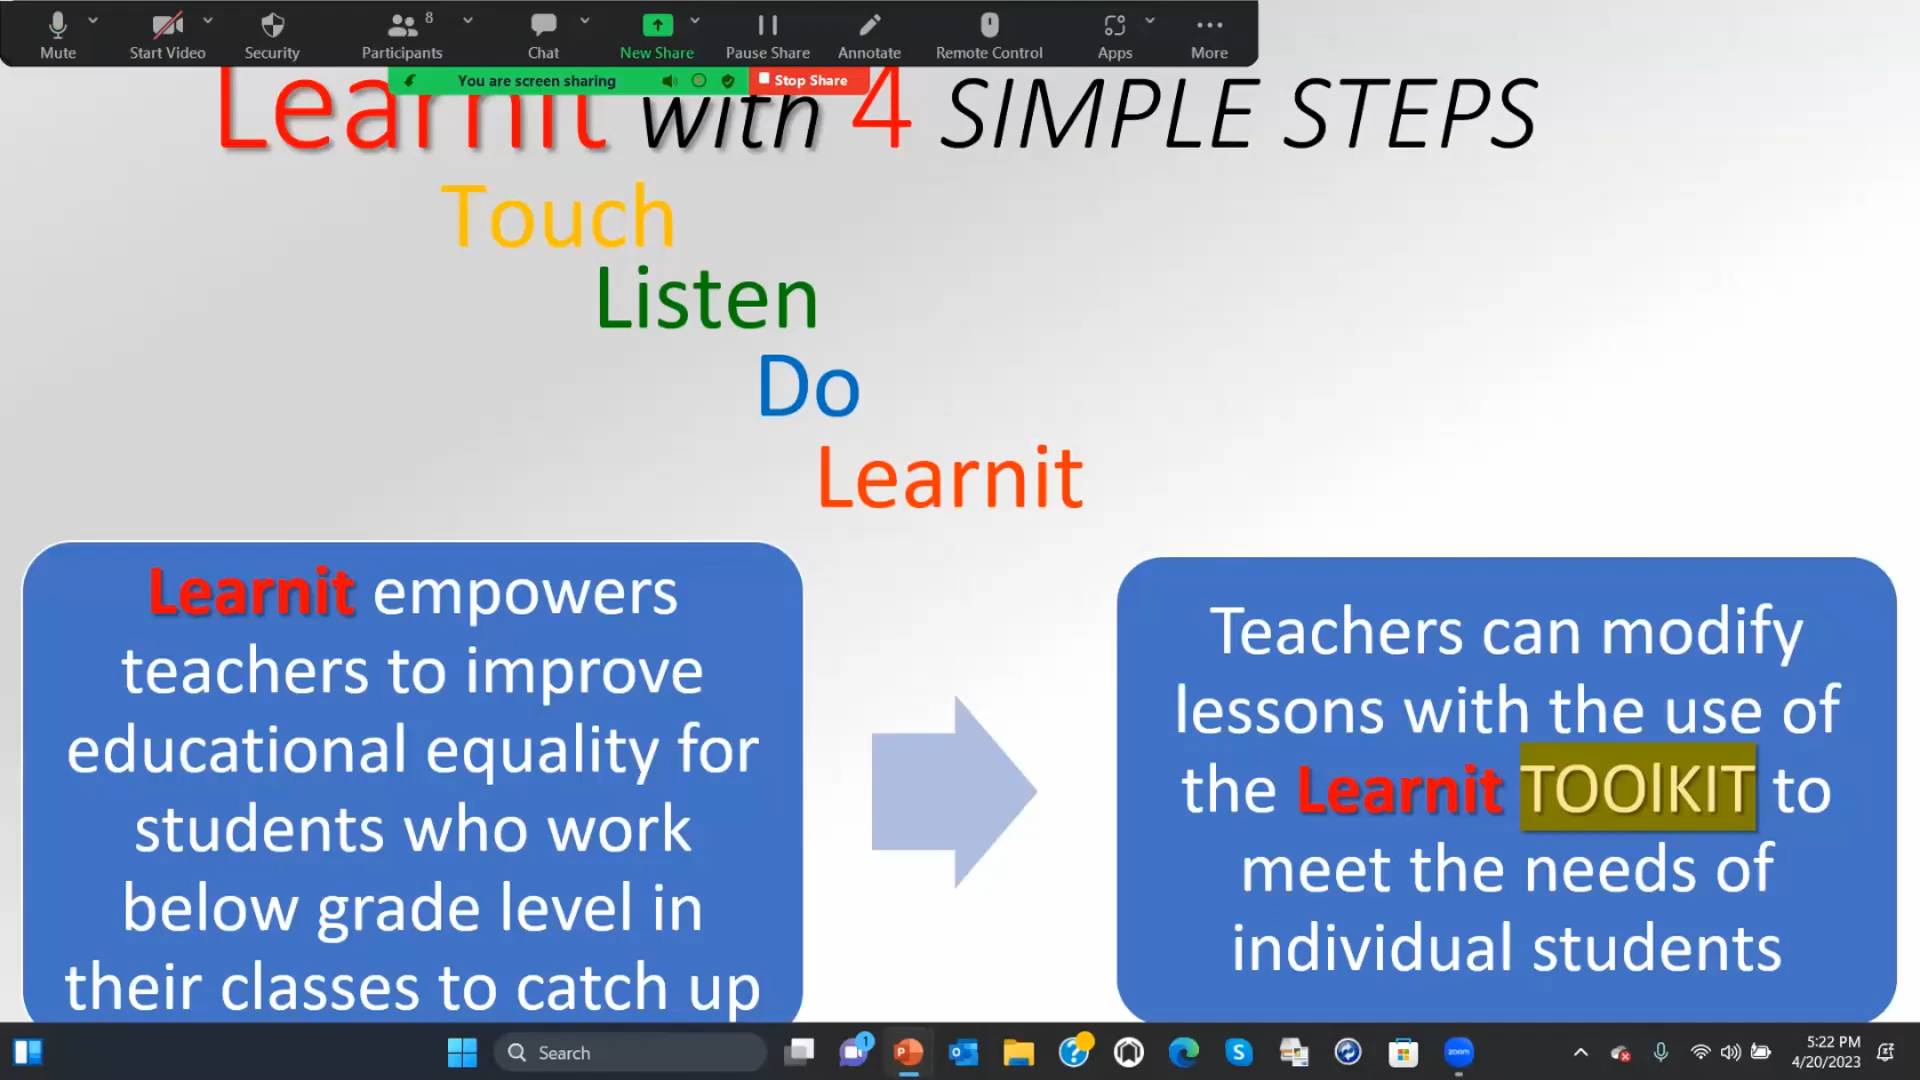 8
Mute Start Video Security Participants Chat New Share Pause Share Annotate Remote Control Apps More
You are screen sharing Stop Share
Learnit with 4 SIMPLE STEPS
Touch
Listen
Do
Learnit
Learnit empowers
teachers to improve
educational equality for
students who work
below grade level in
their classes to catch up
Teachers can modify
lessons with the use of
the Learnit TOOlKIT to
meet the needs of
individual students
Search
1
zoom
5:22 PM
4/20/2023